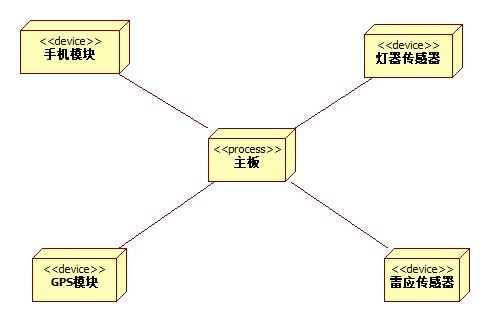 <<device>>
手机模块
<<device>>
灯器传感器
<<process>>
主板
<<device>>
GPS模块
<<device>>
雷应传感器